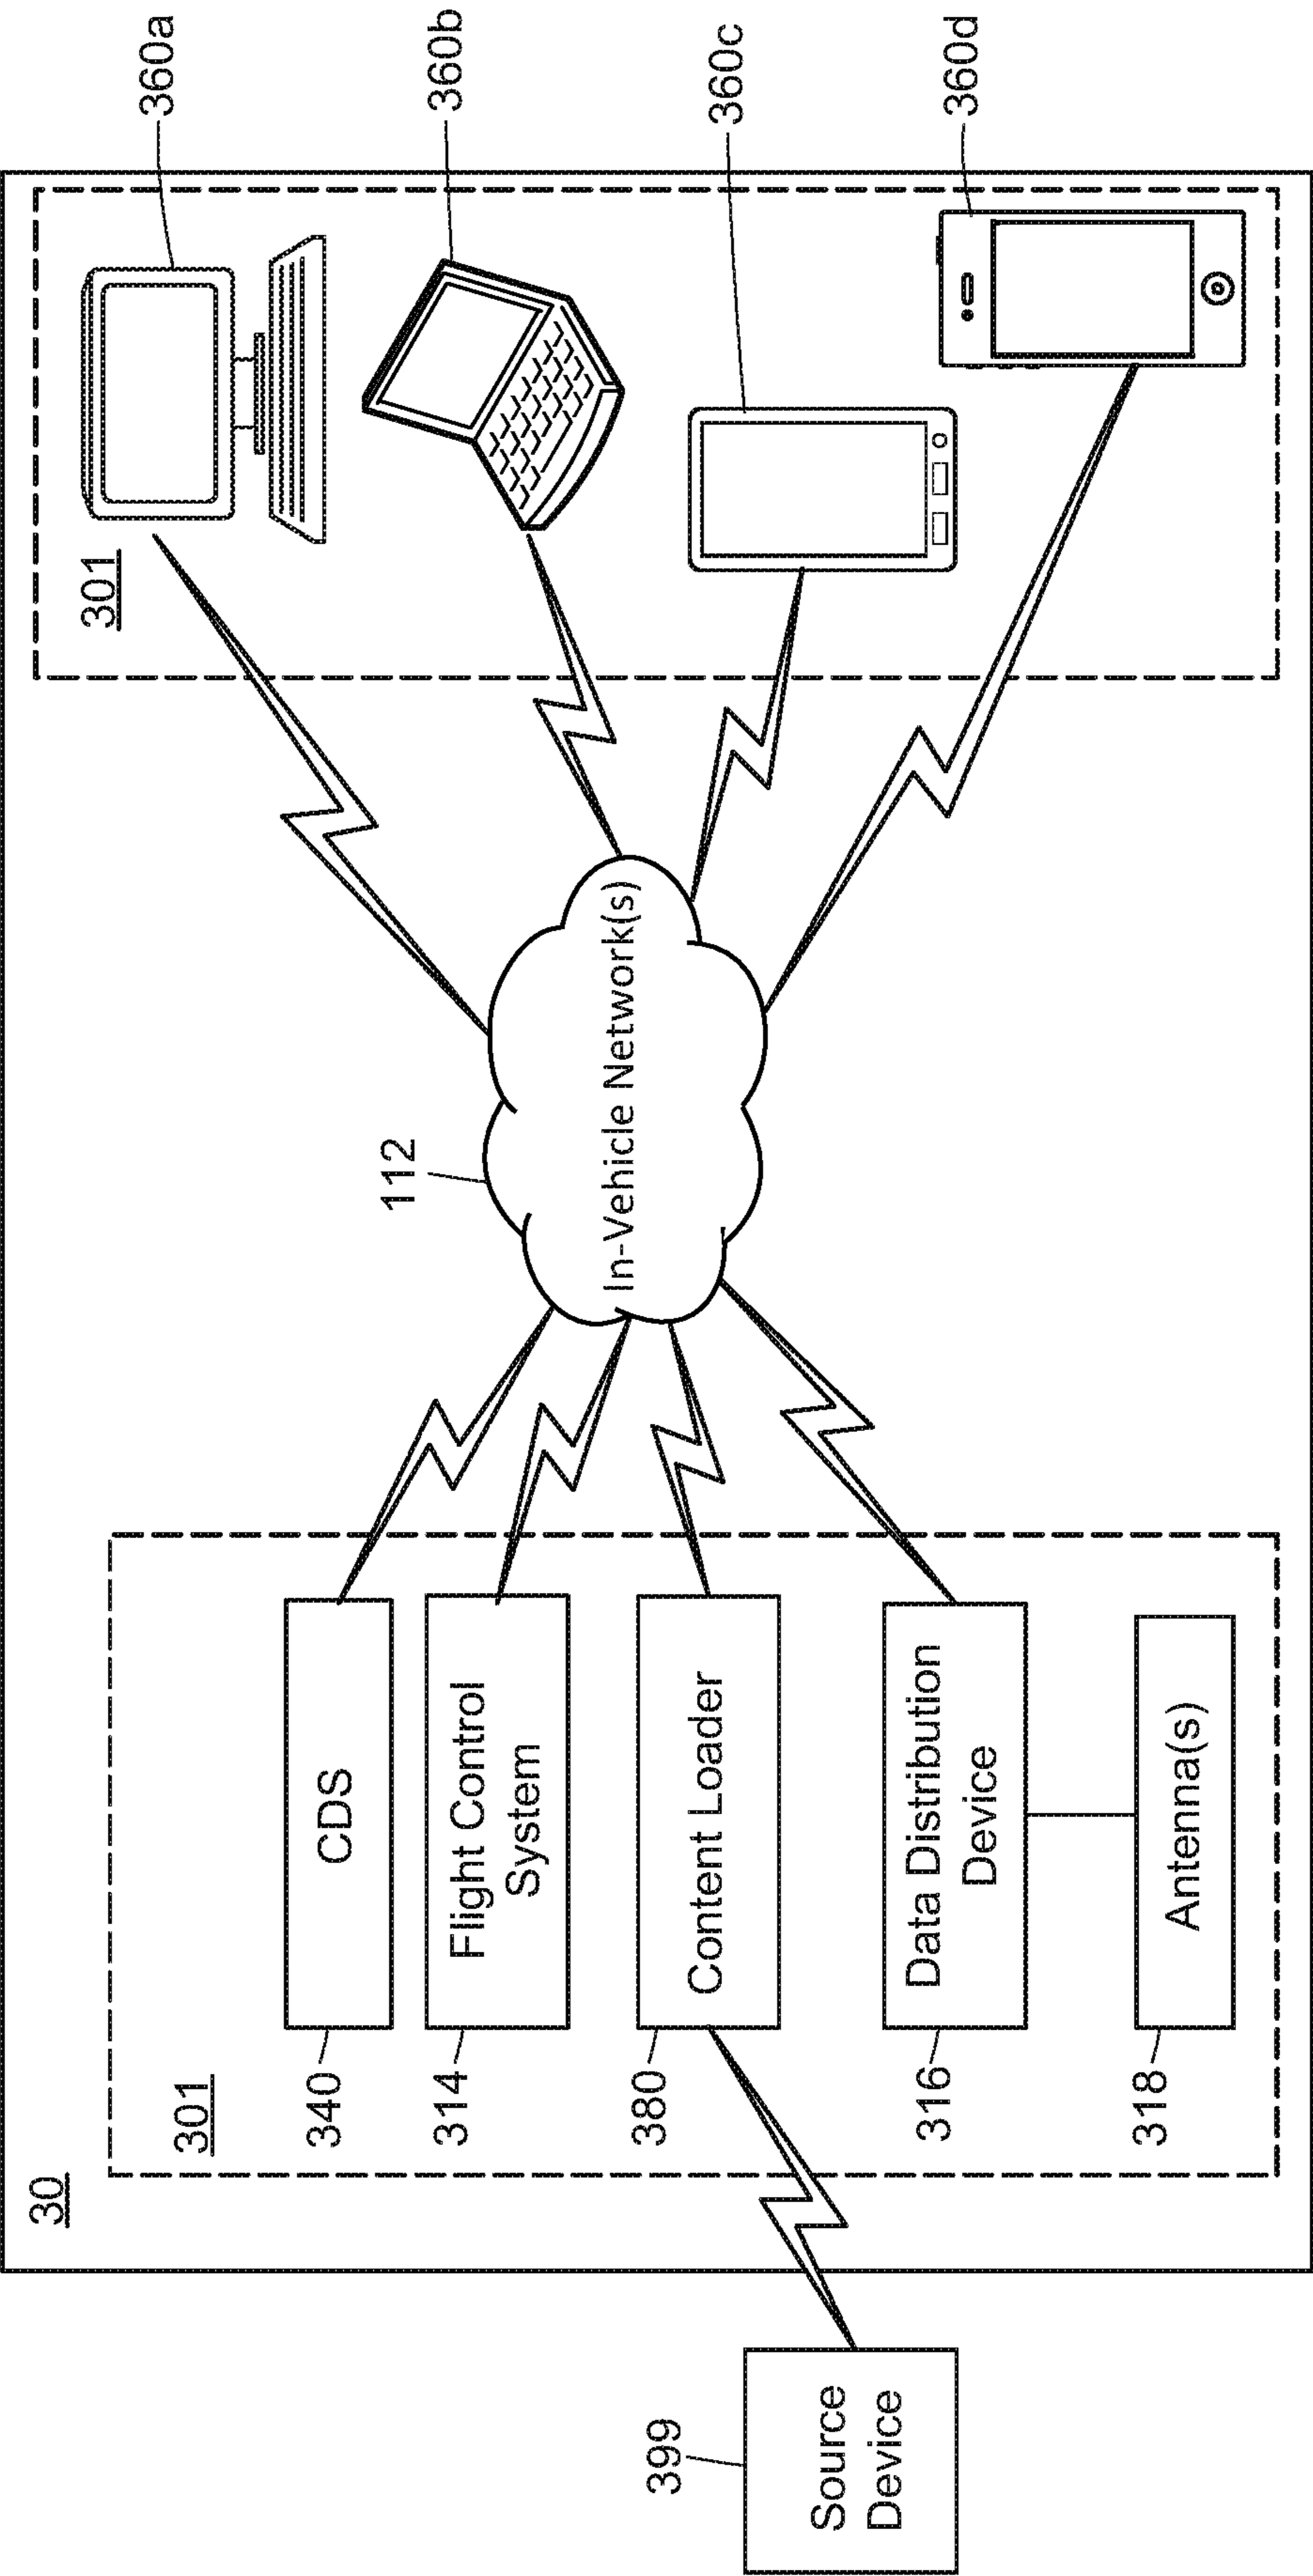 30
301
340
CDS
314
Flight Control
System
380
Content Loader
316
Data Distribution
Device
318
Antenna(s)
399
Source
Device
112
In-Vehicle Network(s)
301
360a
360b
360c
360d